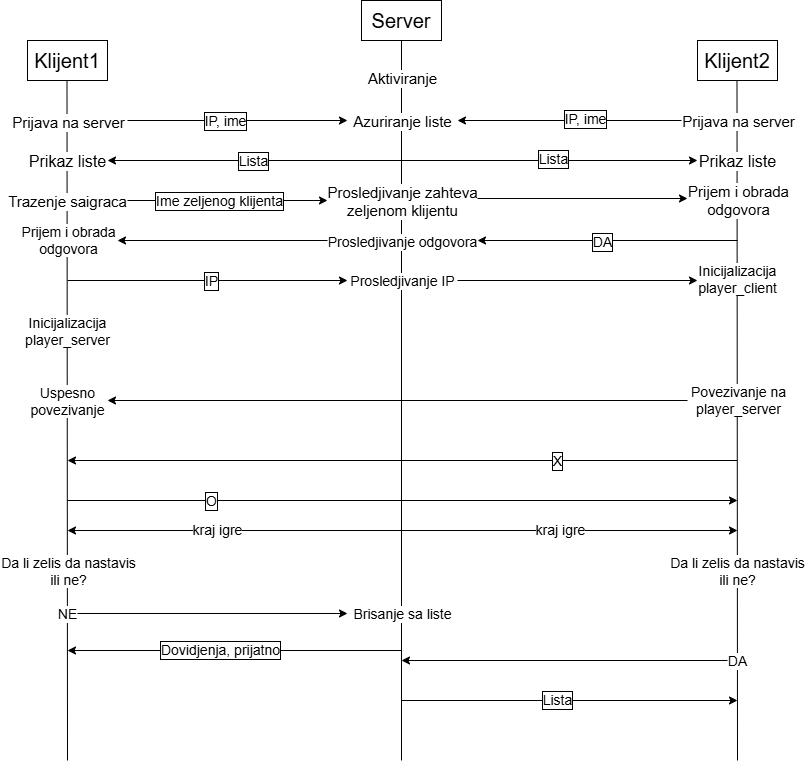 Server
Klijent1
Klijent2
Aktiviranje
Prijava na server
IP, ime
Azuriranje liste
IP, ime
Prijava na server
Prikaz liste
Lista
Lista
Prikaz liste
Trazenje saigraca
Ime zeljenog klijenta
Prosledjivanje zahteva
zeljenom klijentu
Prijem i obrada
odgovora
Prijem i obrada
odgovora
Prosledjivanje odgovora
DA
IP
Prosledjivanje IP
Inicijalizacija
player_client
Inicijalizacija
player_server
Uspesno
povezivanje
Povezivanje na
player_server
X
O
kraj igre
kraj igre
Da li zelis da nastavis
ili ne?
Da li zelis da nastavis
ili ne?
NE
Brisanje sa liste
Dovidjenja, prijatno
DA
Lista